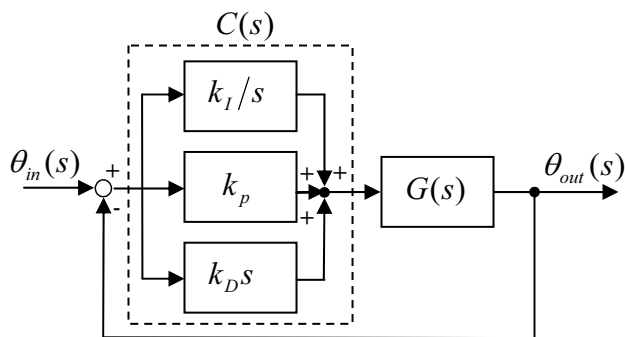 C(s)
k_I/s
θ_in(s)
+
+
+
k_p
G(s)
θ_out(s)
-
+
k_D s